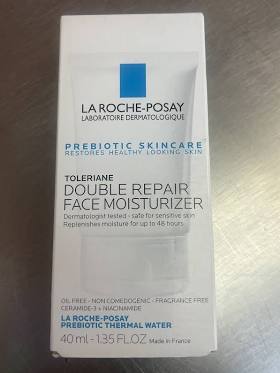 LA ROCHE-POSAY
LABORATOIRE DERMATOLOGIQUE
PREBIOTIC SKINCARE
RESTORES HEALTHY LOOKING SKIN
TOLERIANE
DOUBLE REPAIR
FACE MOISTURIZER
Dermatologist tested - safe for sensitive skin
Replenishes moisture for up to 48 hours
OIL FREE - NON COMEDOGENIC - FRAGRANCE FREE
CERAMIDE-3 + NIACINAMIDE
LA ROCHE-POSAY
PREBIOTIC THERMAL WATER
40 ml - 1.35 FL.OZ Made in France